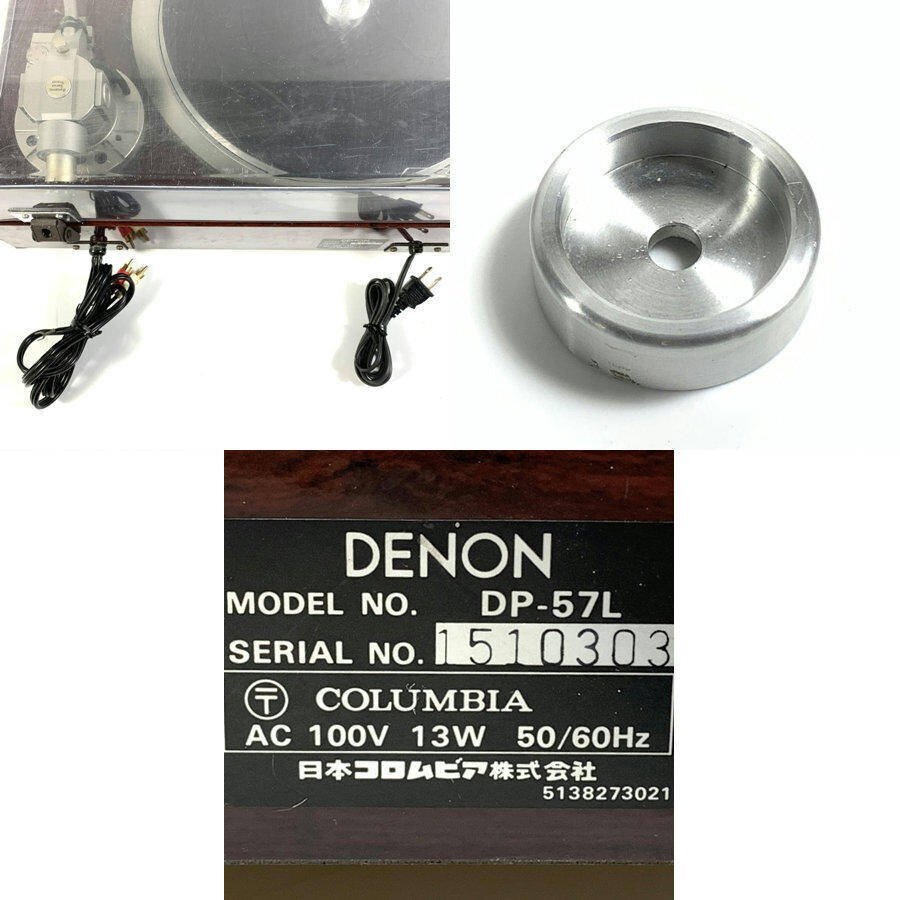 DENON
MODEL NO. DP-57L
SERIAL NO. 1510303
〒 COLUMBIA
AC 100V 13W 50/60Hz
日本コロムビア株式会社
5138273021